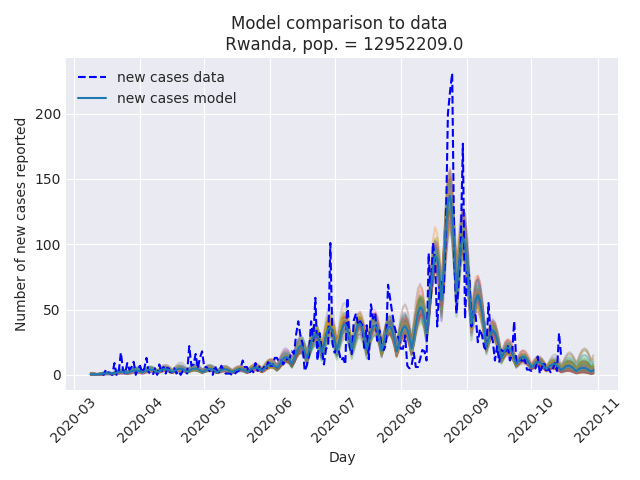 Model comparison to data
Rwanda, pop. = 12952209.0
new cases data
new cases model
Number of new cases reported
200
150
100
50
0
2020-03
2020-04
2020-05
2020-06
2020-07
2020-08
2020-09
2020-10
2020-11
Day